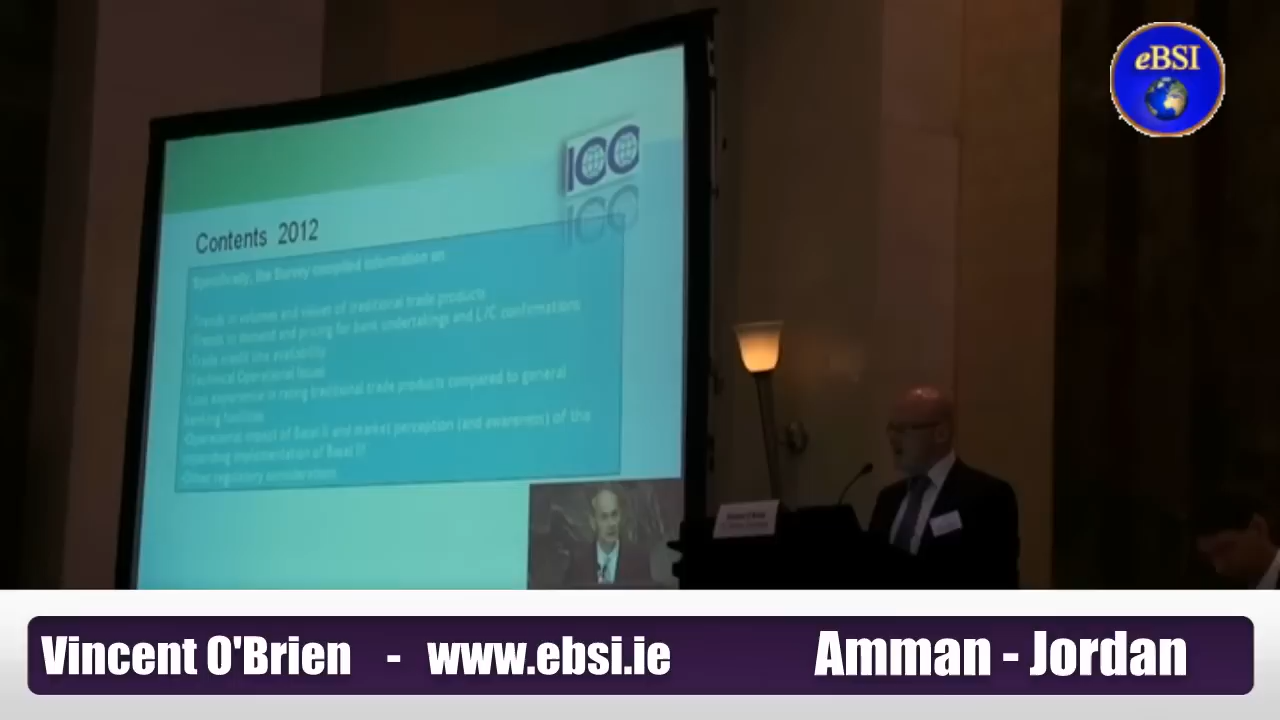 eBSI
ICC
Contents 2012
Specifically, the Survey compiled information on
Trends in volumes and values of traditional trade products
Trends in demand and pricing for bank undertakings and L/C confirmations
Trade credit line availability
Technical Operational Issues
Loss experience in racing traditional trade products compared to general
banking facilities
Operational impact of Basel II and market perception (and awareness) of the
impending implementation of Basel III
Other regulatory considerations
Vincent O'Brien - www.ebsi.ie Amman - Jordan